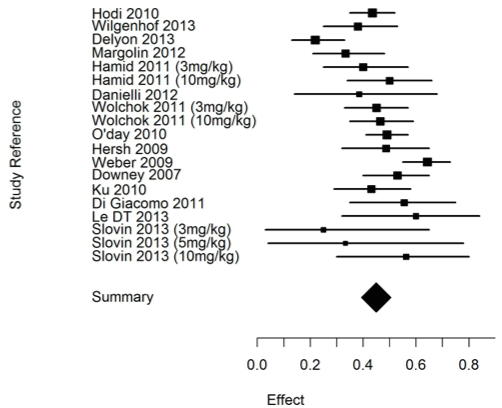 Hodi 2010
Wilgenhof 2013
Delyon 2013
Margolin 2012
Hamid 2011 (3mg/kg)
Hamid 2011 (10mg/kg)
Danielli 2012
Wolchok 2011 (3mg/kg)
Wolchok 2011 (10mg/kg)
O'day 2010
Hersh 2009
Weber 2009
Downey 2007
Ku 2010
Di Giacomo 2011
Le DT 2013
Slovin 2013 (3mg/kg)
Slovin 2013 (5mg/kg)
Slovin 2013 (10mg/kg)
Summary
Study Reference
0.0 0.2 0.4 0.6 0.8
Effect